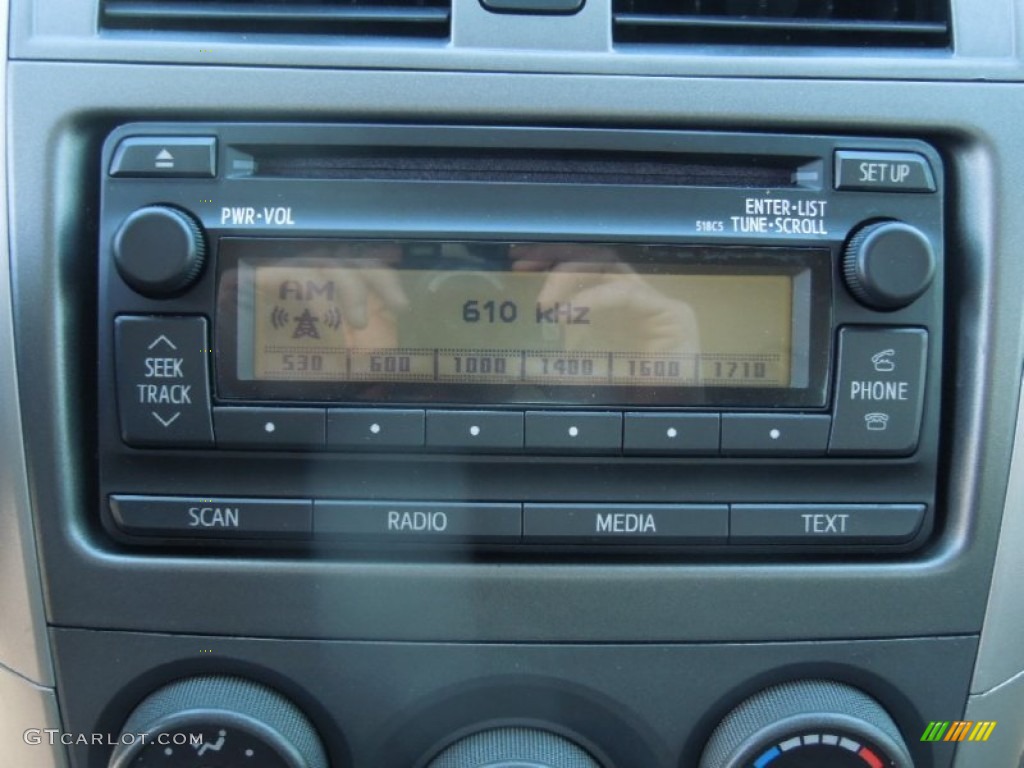 SET UP
PWR•VOL
ENTER•LIST
518C5 TUNE•SCROLL
AM
610 kHz
530 600 1000 1400 1600 1710
SEEK
TRACK
PHONE
SCAN RADIO MEDIA TEXT
GTCARLOT.COM